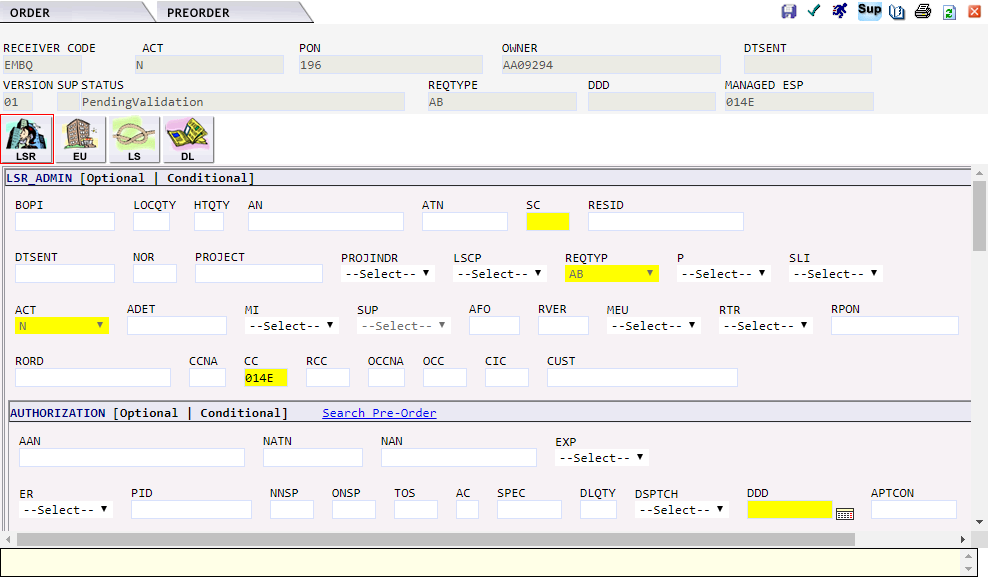 ORDER PREORDER Sup
RECEIVER CODE ACT PON OWNER DTSENT
EMBQ N 196 AA09294
VERSION SUP STATUS REQTYPE DDD MANAGED ESP
01 PendingValidation AB 014E
LSR EU LS DL
LSR_ADMIN [Optional | Conditional]
BOPI LOCQTY HTQTY AN ATN SC RESID
DTSENT NOR PROJECT PROJINDR LSCP REQTYP P SLI
--Select-- --Select-- AB --Select-- --Select--
ACT ADET MI SUP AFO RVER MEU RTR RPON
N --Select-- --Select-- --Select-- --Select--
RORD CCNA CC RCC OCCNA OCC CIC CUST
014E
AUTHORIZATION [Optional | Conditional] Search Pre-Order
AAN NATN NAN EXP
--Select--
ER PID NNSP ONSP TOS AC SPEC DLQTY DSPTCH DDD APTCON
--Select-- --Select--